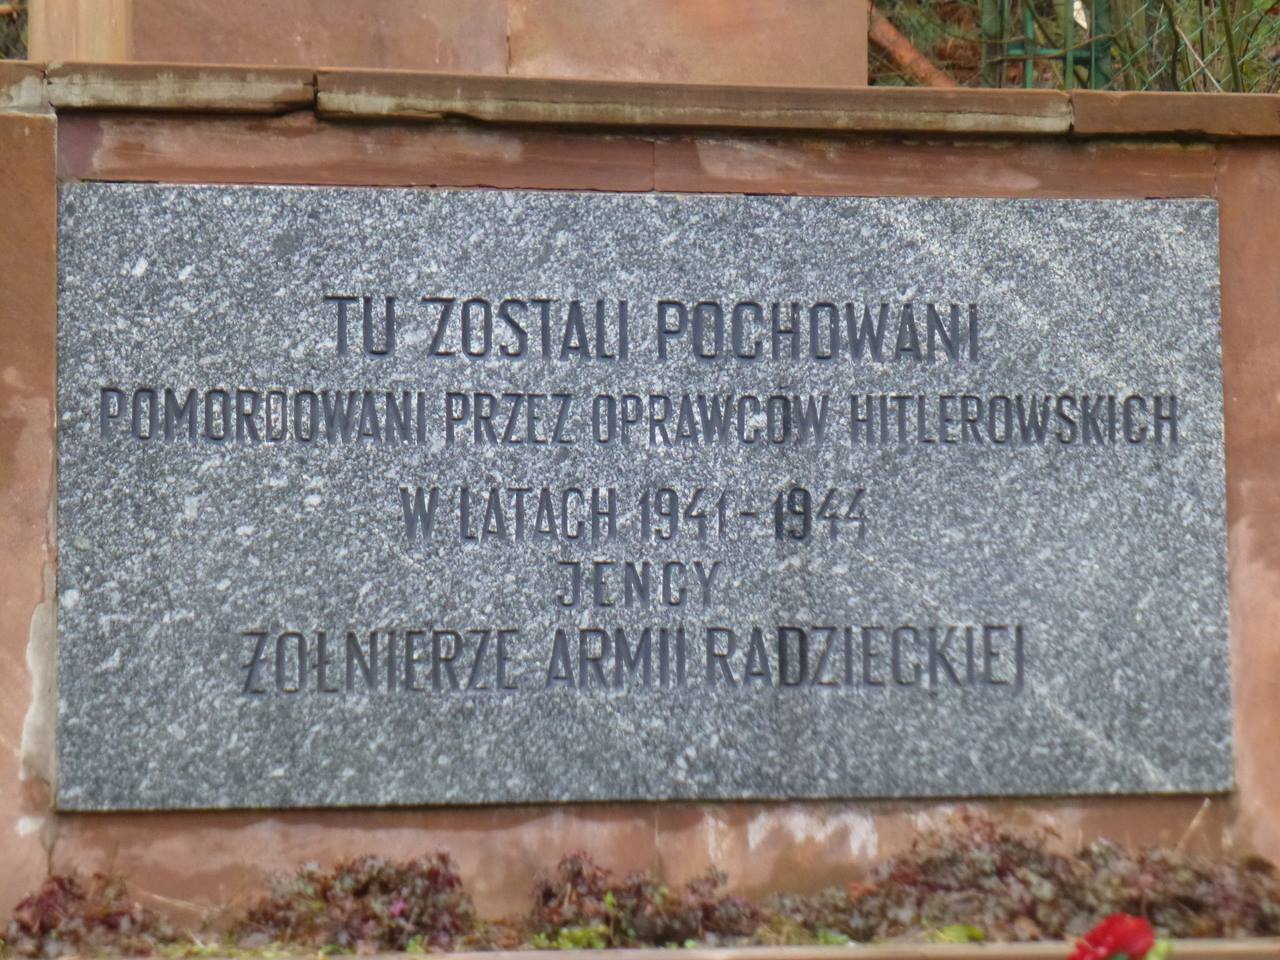 TU ZOSTALI POCHOWANI
POMORDOWANI PRZEZ OPRAWCÓW HITLEROWSKICH
W LATACH 1941 - 1944
JENCY
ŻOŁNIERZE ARMII RADZIECKIEJ